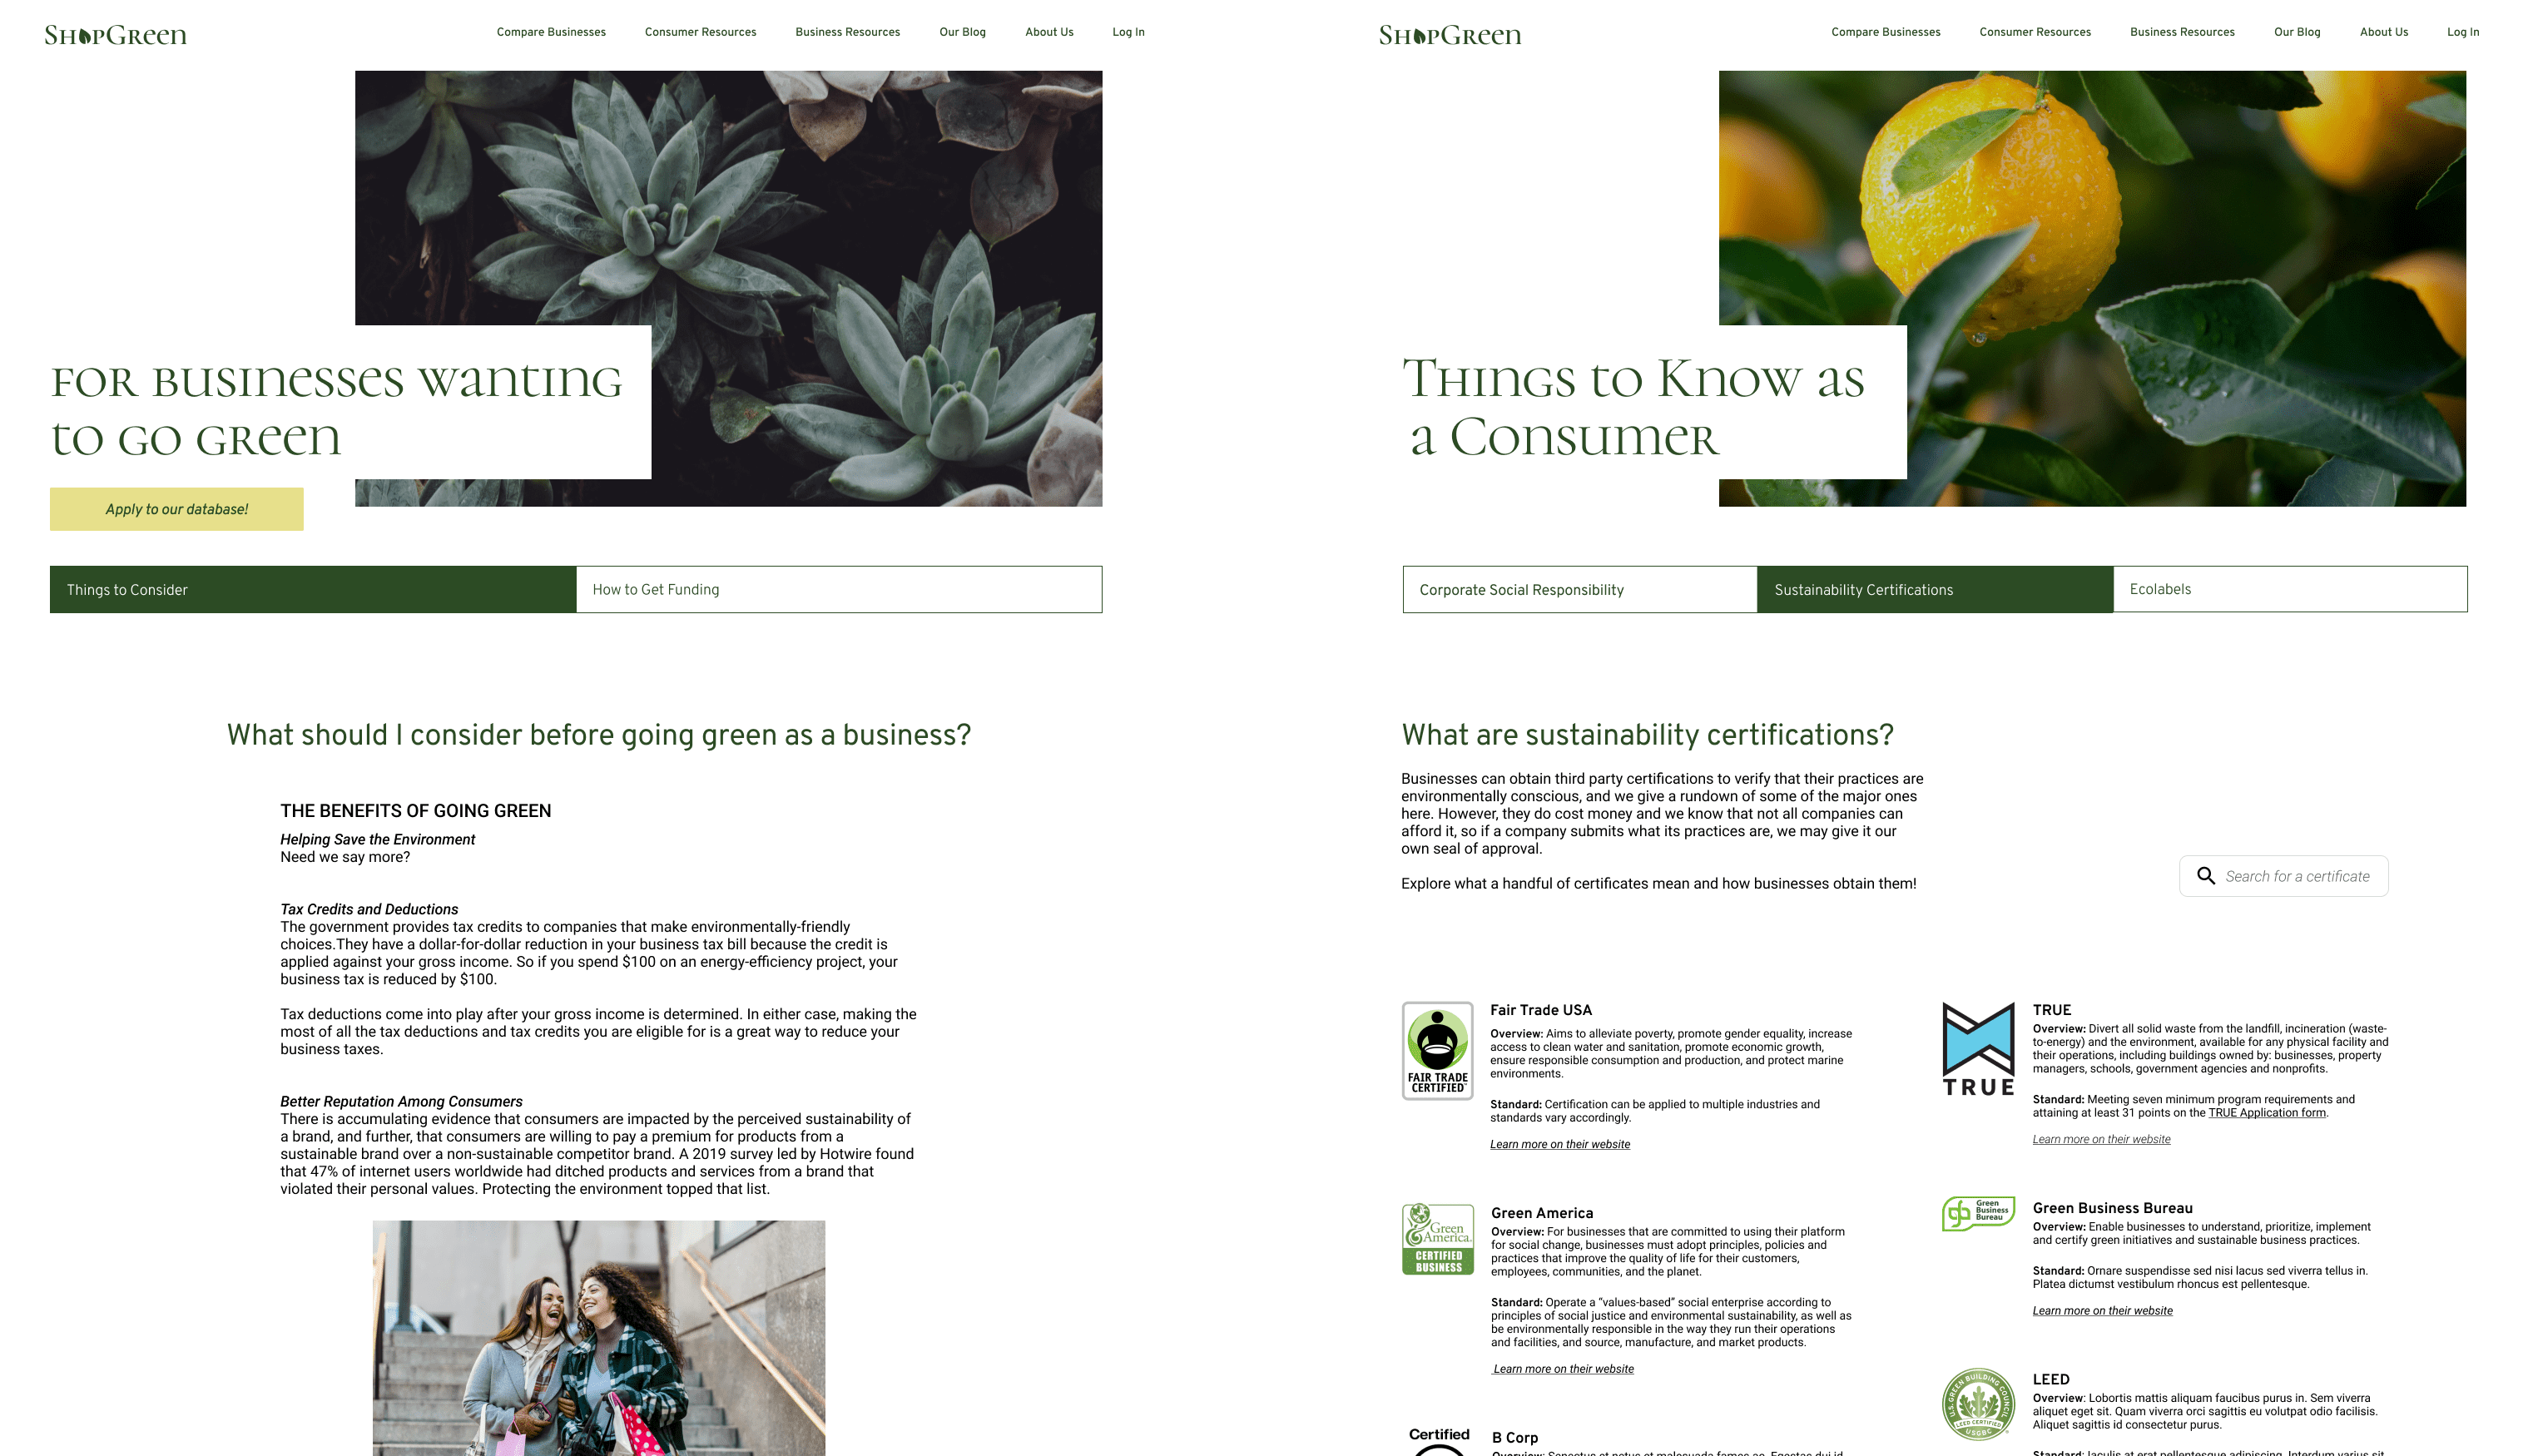 ShopGreen
Compare Businesses
Consumer Resources
Business Resources
Our Blog
About Us
Log In
for businesses wanting
to go green
Apply to our database!
Things to Consider
How to Get Funding
What should I consider before going green as a business?
THE BENEFITS OF GOING GREEN
Helping Save the Environment
Need we say more?
Tax Credits and Deductions
The government provides tax credits to companies that make environmentally-friendly
choices.They have a dollar-for-dollar reduction in your business tax bill because the credit is
applied against your gross income. So if you spend $100 on an energy-efficiency project, your
business tax is reduced by $100.
Tax deductions come into play after your gross income is determined. In either case, making the
most of all the tax deductions and tax credits you are eligible for is a great way to reduce your
business taxes.
Better Reputation Among Consumers
There is accumulating evidence that consumers are impacted by the perceived sustainability of
a brand, and further, that consumers are willing to pay a premium for products from a
sustainable brand over a non-sustainable competitor brand. A 2019 survey led by Hotwire found
that 47% of internet users worldwide had ditched products and services from a brand that
violated their personal values. Protecting the environment topped that list.
ShopGreen
Compare Businesses
Consumer Resources
Business Resources
Our Blog
About Us
Log In
Things to Know as
a Consumer
Corporate Social Responsibility
Sustainability Certifications
Ecolabels
What are sustainability certifications?
Businesses can obtain third party certifications to verify that their practices are
environmentally conscious, and we give a rundown of some of the major ones
here. However, they do cost money and we know that not all companies can
afford it, so if a company submits what its practices are, we may give it our
own seal of approval.
Explore what a handful of certificates mean and how businesses obtain them!
Search for a certificate
FAIR TRADE
CERTIFIED
Fair Trade USA
Overview: Aims to alleviate poverty, promote gender equality, increase
access to clean water and sanitation, promote economic growth,
ensure responsible consumption and production, and protect marine
environments.
Standard: Certification can be applied to multiple industries and
standards vary accordingly.
Learn more on their website
Green
America.
CERTIFIED
BUSINESS
Green America
Overview: For businesses that are committed to using their platform
for social change, businesses must adopt principles, policies and
practices that improve the quality of life for their customers,
employees, communities, and the planet.
Standard: Operate a “values-based” social enterprise according to
principles of social justice and environmental sustainability, as well as
be environmentally responsible in the way they run their operations
and facilities, and source, manufacture, and market products.
Learn more on their website
Certified
B Corp
Overview: Senectus et netus et malesuada fames ac. Egestas dui id
TRUE
TRUE
Overview: Divert all solid waste from the landfill, incineration (waste-
to-energy) and the environment, available for any physical facility and
their operations, including buildings owned by: businesses, property
managers, schools, government agencies and nonprofits.
Standard: Meeting seven minimum program requirements and
attaining at least 31 points on the TRUE Application form.
Learn more on their website
gb
Green
Business
Bureau
Green Business Bureau
Overview: Enable businesses to understand, prioritize, implement
and certify green initiatives and sustainable business practices.
Standard: Ornare suspendisse sed nisi lacus sed viverra tellus in.
Platea dictumst vestibulum rhoncus est pellentesque.
Learn more on their website
U.S. GREEN BUILDING COUNCIL
LEED CERTIFIED
USGBC
LEED
Overview: Lobortis mattis aliquam faucibus purus in. Sem viverra
aliquet eget sit. Quam viverra orci sagittis eu volutpat odio facilisis.
Aliquet sagittis id consectetur purus.
Standard: Iaculis at erat pellentesque adipiscing. Interdum varius sit